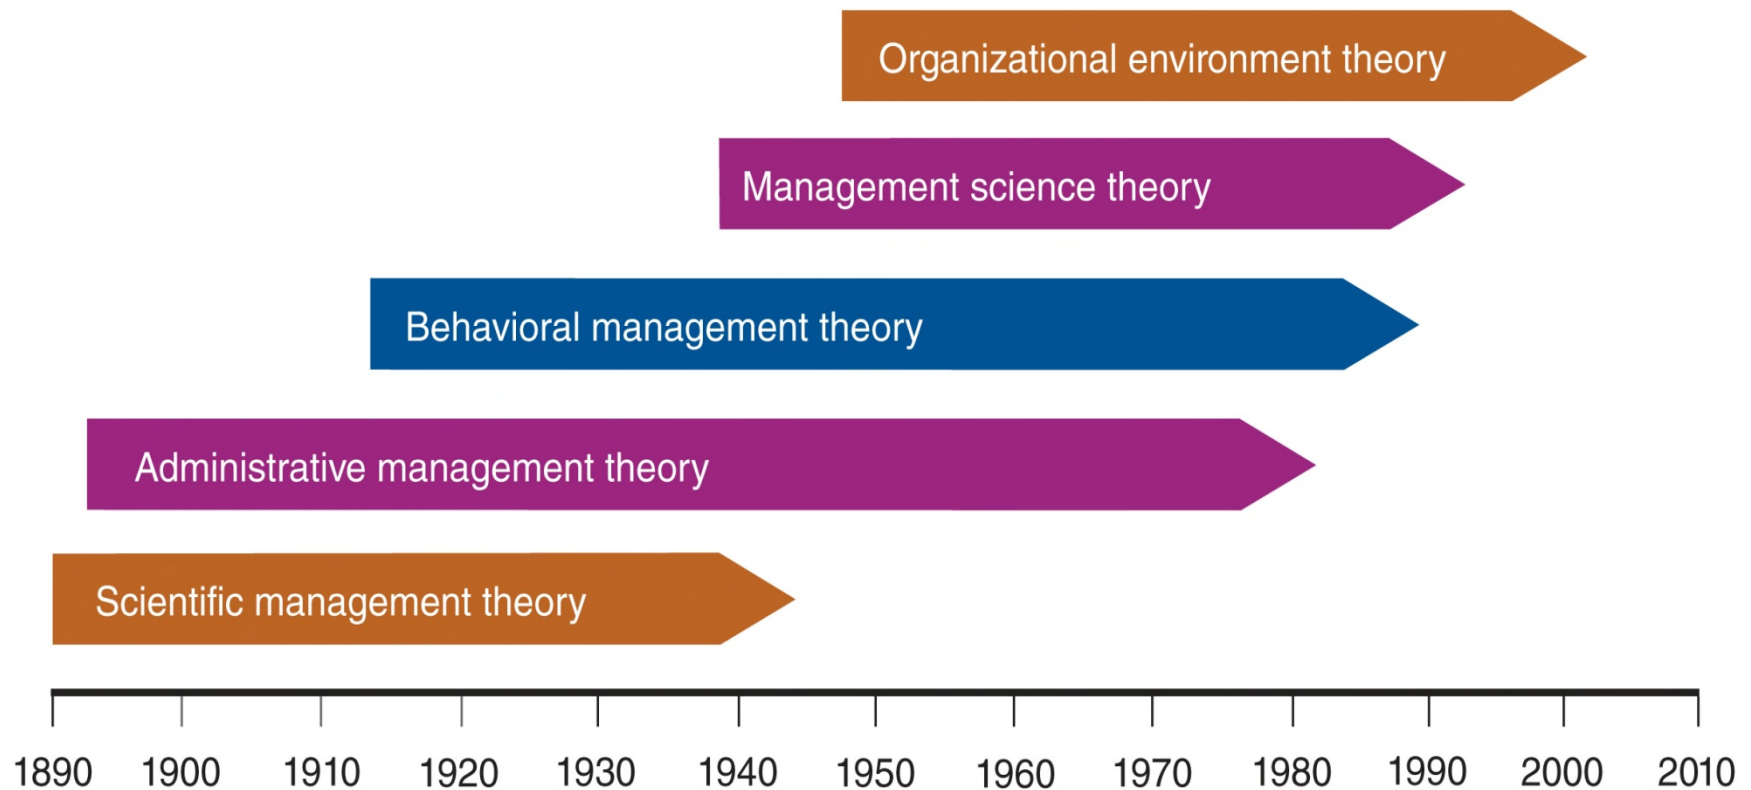 Organizational environment theory
Management science theory
Behavioral management theory
Administrative management theory
Scientific management theory
1890 1900 1910 1920 1930 1940 1950 1960 1970 1980 1990 2000 2010